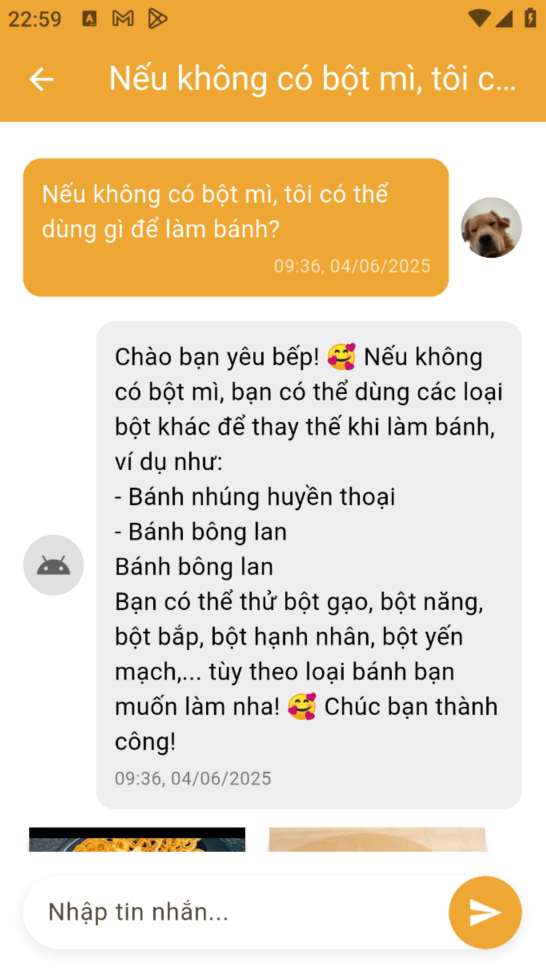 22:59
Nếu không có bột mì, tôi c...
Nếu không có bột mì, tôi có thể
dùng gì để làm bánh?
09:36, 04/06/2025
Chào bạn yêu bếp! 🥰 Nếu không
có bột mì, bạn có thể dùng các loại
bột khác để thay thế khi làm bánh,
ví dụ như:
- Bánh nhúng huyền thoại
- Bánh bông lan
Bánh bông lan
Bạn có thể thử bột gạo, bột năng,
bột bắp, bột hạnh nhân, bột yến
mạch,... tùy theo loại bánh bạn
muốn làm nha! 🥰 Chúc bạn thành
công!
09:36, 04/06/2025
Nhập tin nhắn...